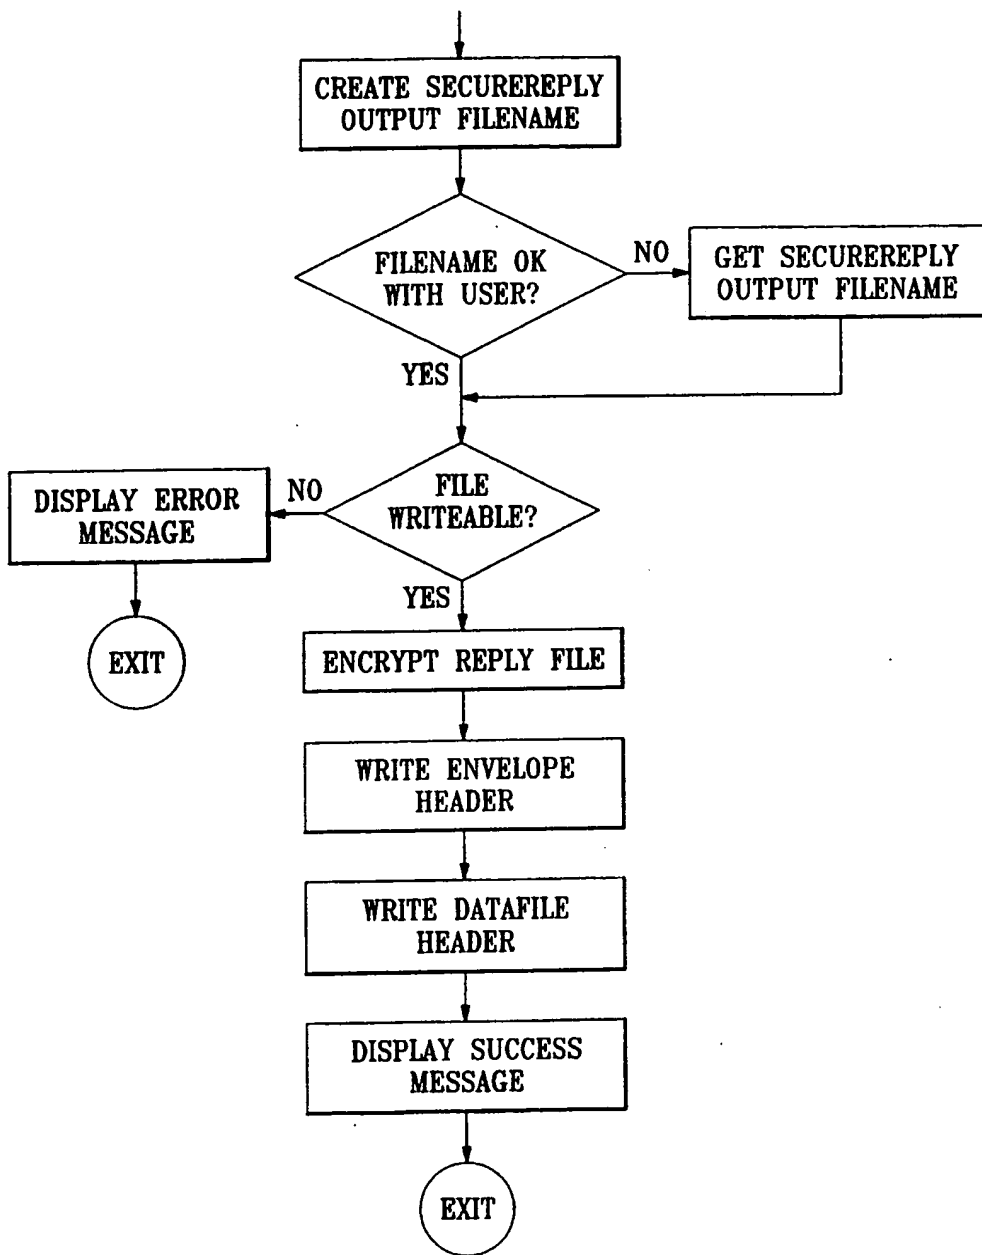 CREATE SECUREREPLY
OUTPUT FILENAME
FILENAME OK
WITH USER?
NO
GET SECUREREPLY
OUTPUT FILENAME
YES
FILE
WRITEABLE?
NO
DISPLAY ERROR
MESSAGE
EXIT
YES
ENCRYPT REPLY FILE
WRITE ENVELOPE
HEADER
WRITE DATAFILE
HEADER
DISPLAY SUCCESS
MESSAGE
EXIT